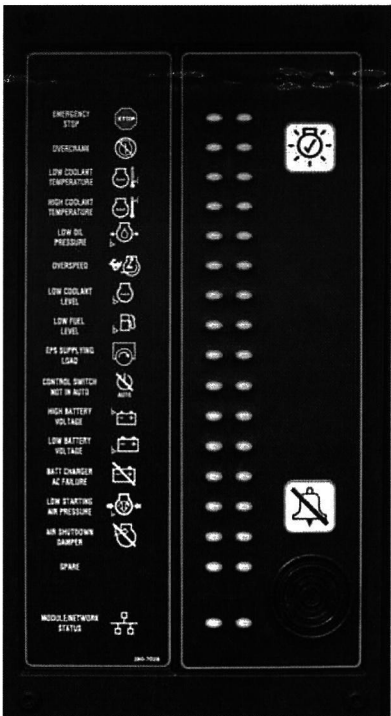 EMERGENCY
STOP
STOP
OVERCRANK
LOW COOLANT
TEMPERATURE
HIGH COOLANT
TEMPERATURE
LOW OIL
PRESSURE
OVERSPEED
LOW COOLANT
LEVEL
LOW FUEL
LEVEL
EPS SUPPLYING
LOAD
CONTROL SWITCH
NOT IN AUTO
AUTO
HIGH BATTERY
VOLTAGE
LOW BATTERY
VOLTAGE
BATT CHARGER
AC FAILURE
LOW STARTING
AIR PRESSURE
AIR SHUTDOWN
DAMPER
SPARE
MODULE/NETWORK
STATUS